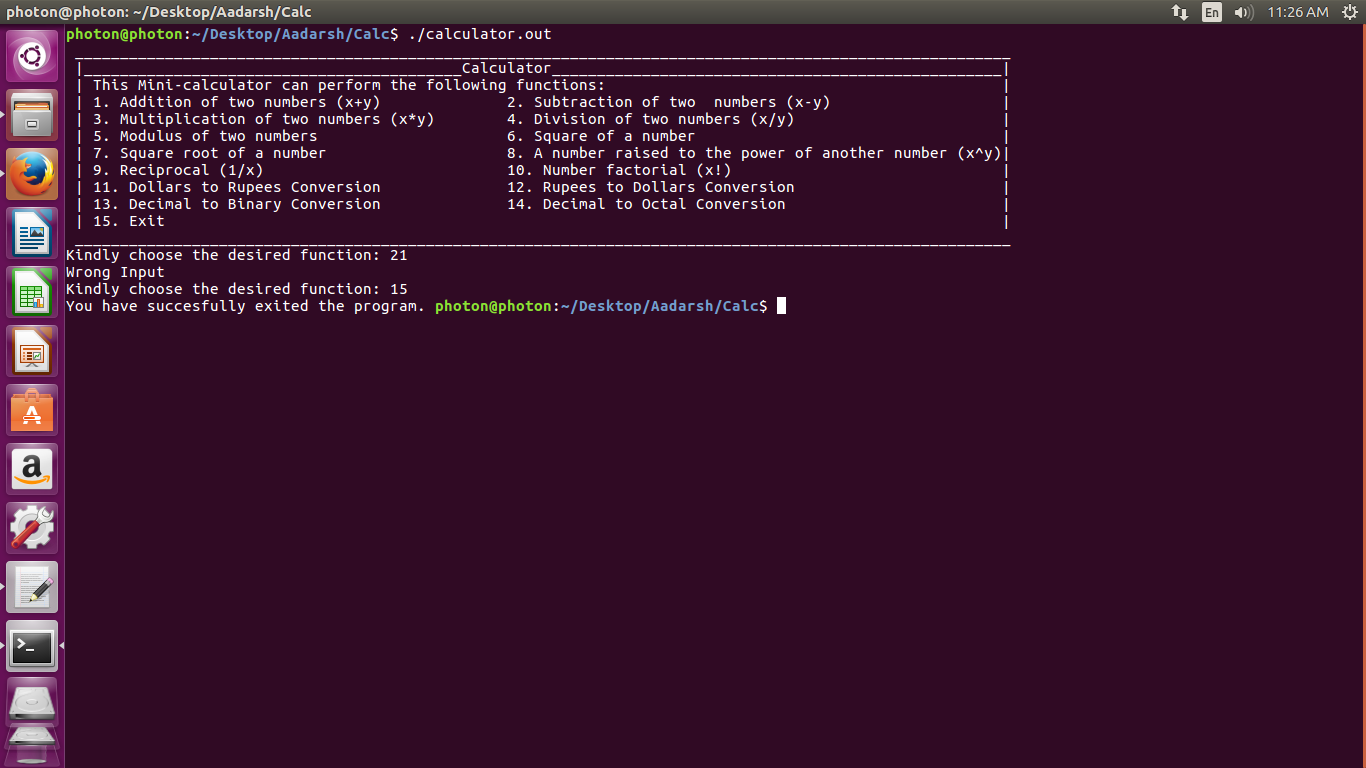 photon@photon: ~/Desktop/Aadarsh/Calc En 11:26 AM
photon@photon:~/Desktop/Aadarsh/Calc$ ./calculator.out
|__________________________________________Calculator__________________________________________________|
| This Mini-calculator can perform the following functions: |
| 1. Addition of two numbers (x+y) 2. Subtraction of two  numbers (x-y) |
| 3. Multiplication of two numbers (x*y) 4. Division of two numbers (x/y) |
| 5. Modulus of two numbers 6. Square of a number |
| 7. Square root of a number 8. A number raised to the power of another number (x^y)|
| 9. Reciprocal (1/x) 10. Number factorial (x!) |
| 11. Dollars to Rupees Conversion 12. Rupees to Dollars Conversion |
| 13. Decimal to Binary Conversion 14. Decimal to Octal Conversion |
| 15. Exit |
Kindly choose the desired function: 21
Wrong Input
Kindly choose the desired function: 15
You have succesfully exited the program. photon@photon:~/Desktop/Aadarsh/Calc$